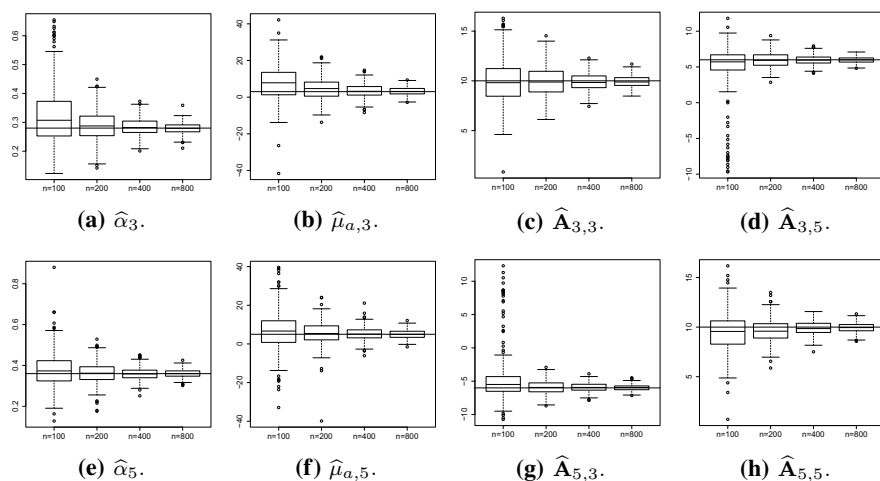 0.2 0.3 0.4 0.5 0.6
n=100 n=200 n=400 n=800
(a) α̂₃.
−40 −20 0 20 40
n=100 n=200 n=400 n=800
(b) μ̂ₐ,₃.
5 10 15
n=100 n=200 n=400 n=800
(c) Â₃,₃.
−10 −5 0 5 10
n=100 n=200 n=400 n=800
(d) Â₃,₅.
0.2 0.4 0.6 0.8
n=100 n=200 n=400 n=800
(e) α̂₅.
−40 −20 0 20 40
n=100 n=200 n=400 n=800
(f) μ̂ₐ,₅.
−10 −5 0 5 10
n=100 n=200 n=400 n=800
(g) Â₅,₃.
5 10 15
n=100 n=200 n=400 n=800
(h) Â₅,₅.